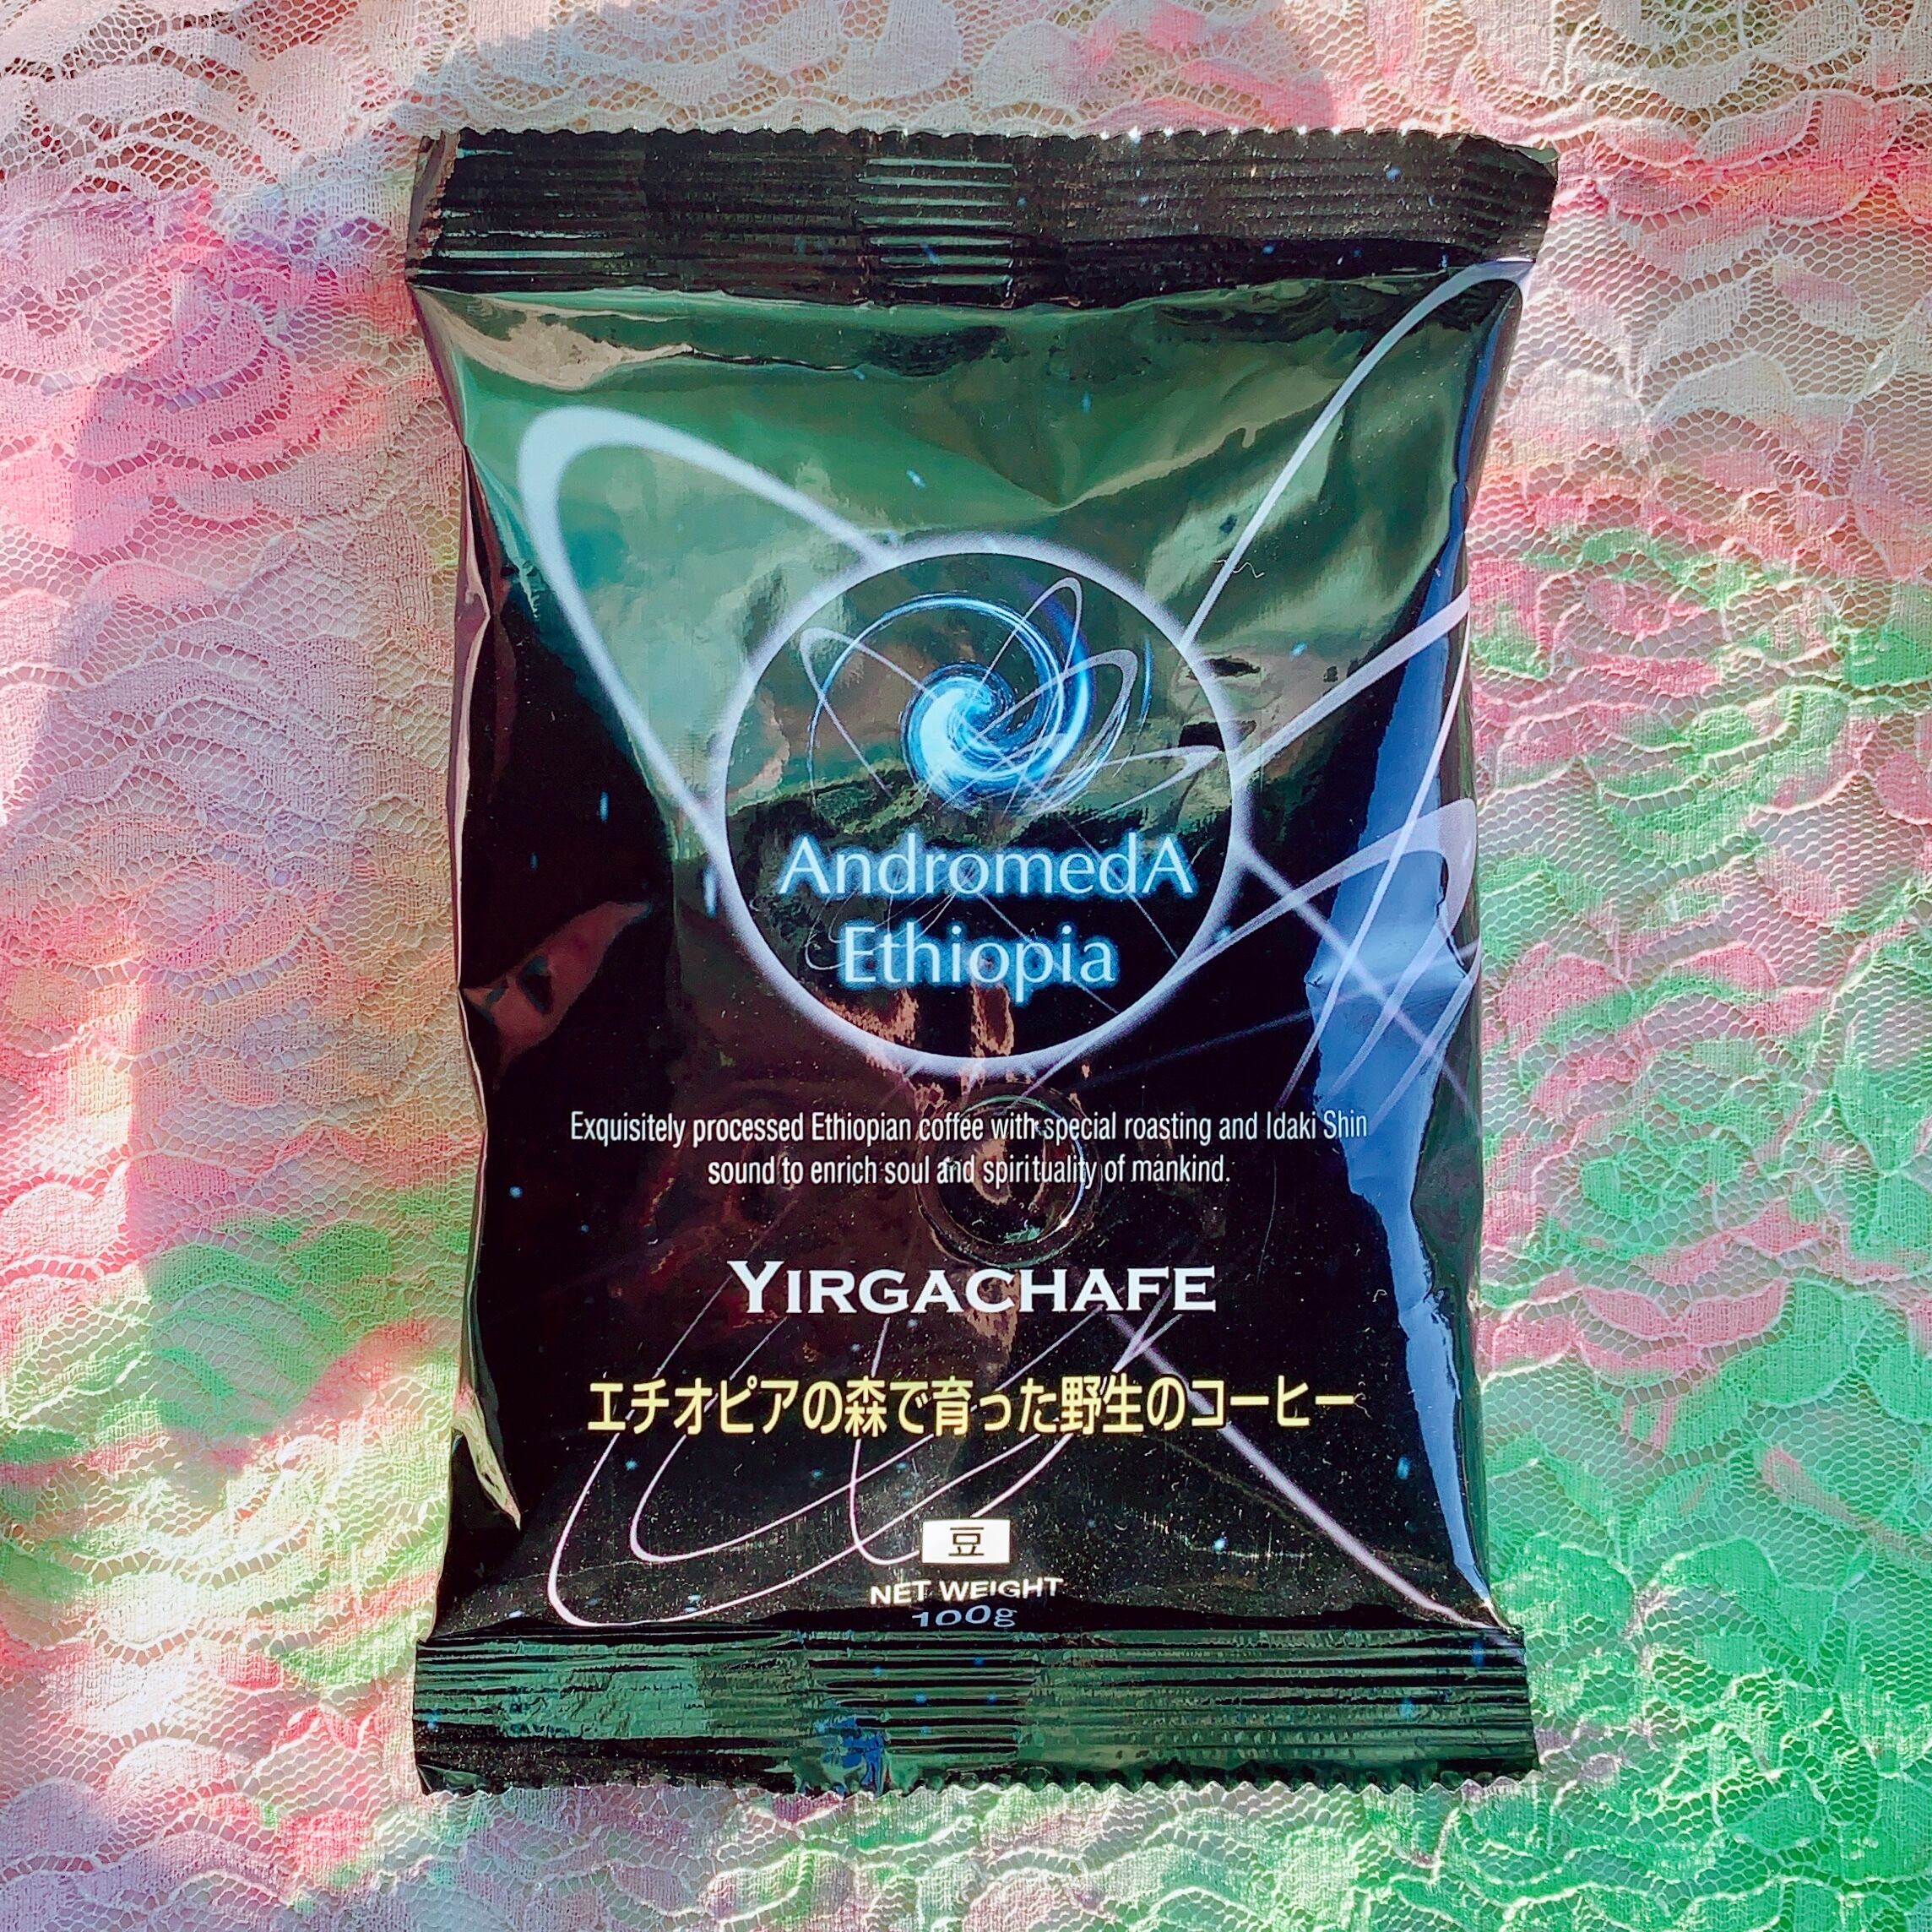 AndromedA
Ethiopia
Exquisitely processed Ethiopian coffee with special roasting and Idaki Shin
sound to enrich soul and spirituality of mankind.
YIRGACHAFE
エチオピアの森で育った野生のコーヒー
豆
NET WEIGHT
100g